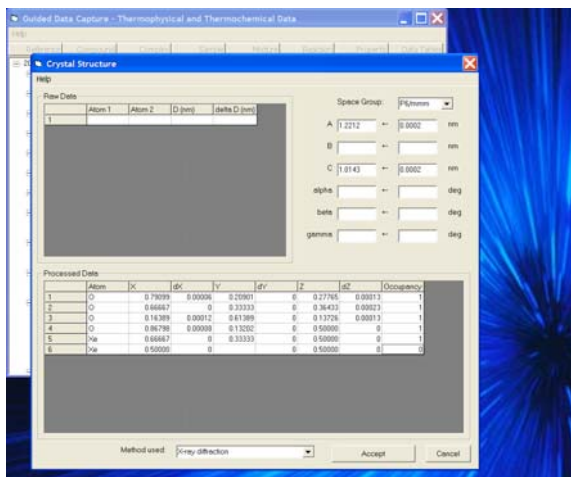 Guided Data Capture - Thermophysical and Thermochemical Data
Help
Crystal Structure
Help
Raw Data
Atom 1 Atom 2 D (nm) delta D (nm)
1
Space Group: P6/mmm
A 1.2212 +- 0.0002 nm
B +- nm
C 1.0143 +- 0.0002 nm
alpha +- deg
beta +- deg
gamma +- deg
Processed Data
Atom X dX Y dY Z dZ Occupancy
1 O 0.79099 0.00006 0.20901 0 0.27765 0.00013 1
2 O 0.66667 0 0.33333 0 0.36433 0.00023 1
3 O 0.16389 0.00012 0.61389 0 0.13726 0.00013 1
4 O 0.86798 0.00008 0.13202 0 0.50000 0 1
5 Xe 0.66667 0 0.33333 0 0.50000 0 1
6 Xe 0.50000 0 0 0.50000 0 0
Method used: X-ray diffraction
Accept Cancel